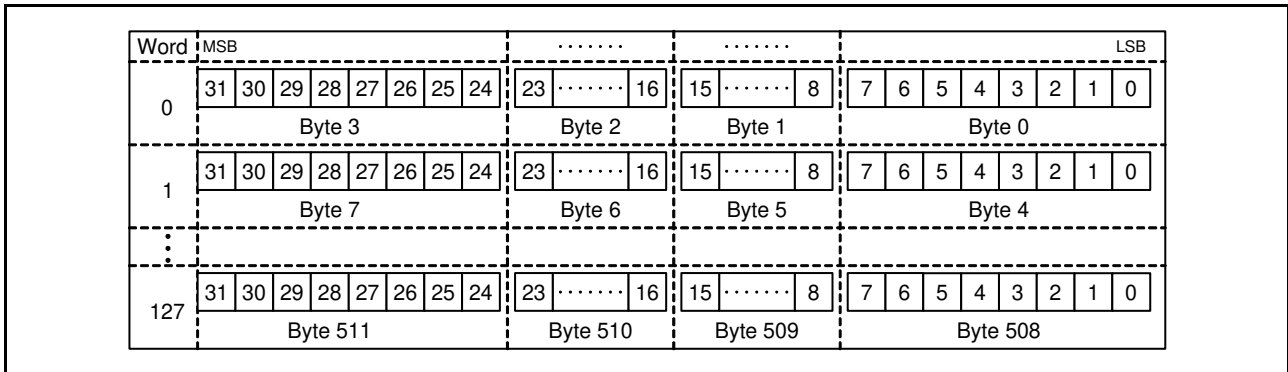 Word MSB ······· ······· LSB
0 31 30 29 28 27 26 25 24 23 ······· 16 15 ······· 8 7 6 5 4 3 2 1 0
Byte 3 Byte 2 Byte 1 Byte 0
1 31 30 29 28 27 26 25 24 23 ······· 16 15 ······· 8 7 6 5 4 3 2 1 0
Byte 7 Byte 6 Byte 5 Byte 4
⋮
127 31 30 29 28 27 26 25 24 23 ······· 16 15 ······· 8 7 6 5 4 3 2 1 0
Byte 511 Byte 510 Byte 509 Byte 508